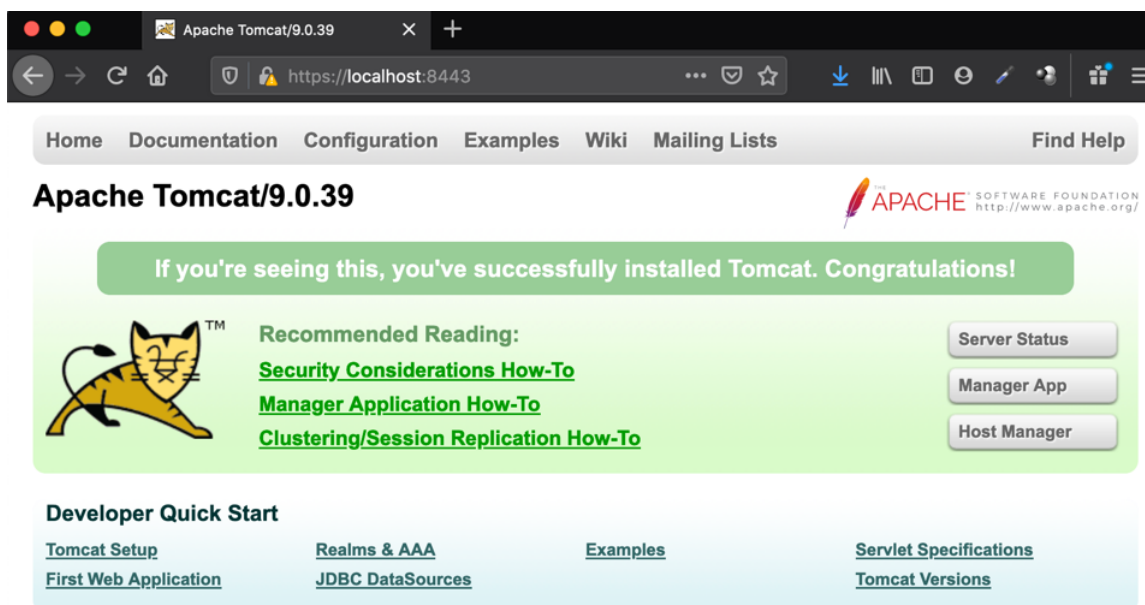 Apache Tomcat/9.0.39
https://localhost:8443
Home Documentation Configuration Examples Wiki Mailing Lists Find Help
Apache Tomcat/9.0.39
THE APACHE® SOFTWARE FOUNDATION
http://www.apache.org/
If you're seeing this, you've successfully installed Tomcat. Congratulations!
TM
Recommended Reading:
Security Considerations How-To
Manager Application How-To
Clustering/Session Replication How-To
Server Status
Manager App
Host Manager
Developer Quick Start
Tomcat Setup Realms & AAA Examples Servlet Specifications
First Web Application JDBC DataSources Tomcat Versions